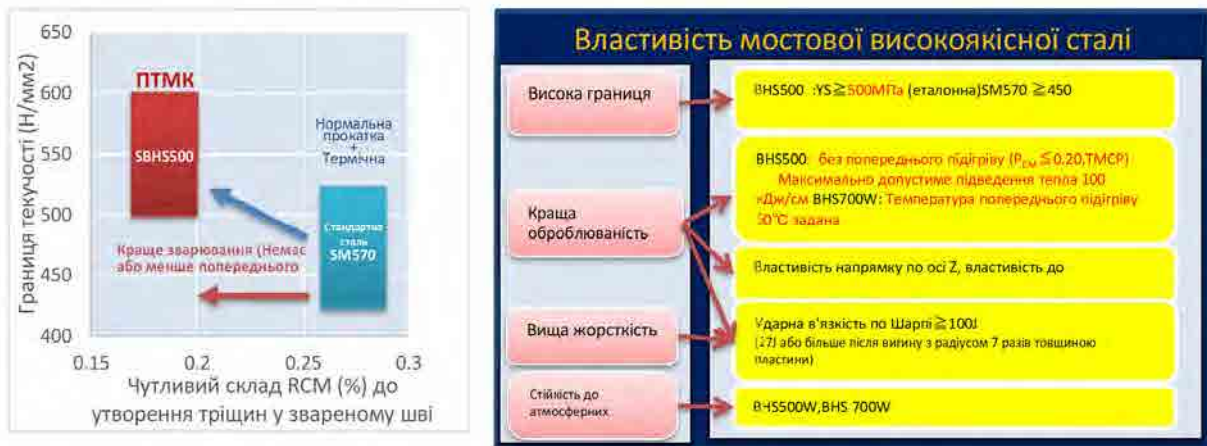 650
600
550
500
450
400
0.15
0.2
0.25
0.3
Границя текучості (Н/мм2)
ПТМК
SBHS500
Нормальна
прокатка
+
Термічна
Стандартна
сталь
SM570
Краще зварювання (Немає
або менше попереднього
Чутливий склад RCM (%) до
утворення тріщин у звареному шві
Властивість мостової високоякісної сталі
Висока границя
BHS500 :YS≧500МПа (еталонна)SM570 ≧450
Краща
оброблюваність
BHS500: без попереднього підігріву (PCM≦0.20,TMCP)
Максимально допустиме підведення тепла 100
кДж/см BHS700W: Температура попереднього підігріву
50℃ задана
Властивість напрямку по осі Z, властивість до
Вища жорсткість
Ударна в'язкість по Шарпі≧100J
(27J або більше після вигину з радіусом 7 разів товщиною
пластини)
Стійкість до
атмосферних
BHS500W,BHS 700W